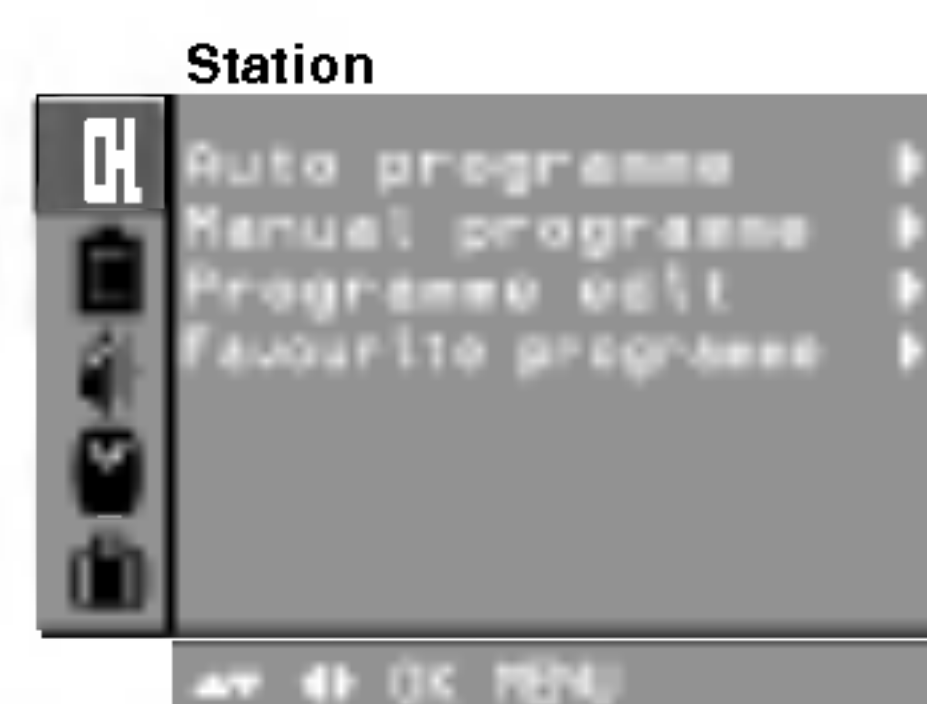 Station
CH
Auto programme
Manual programme
Programme edit
Favourite programme
OK MENU